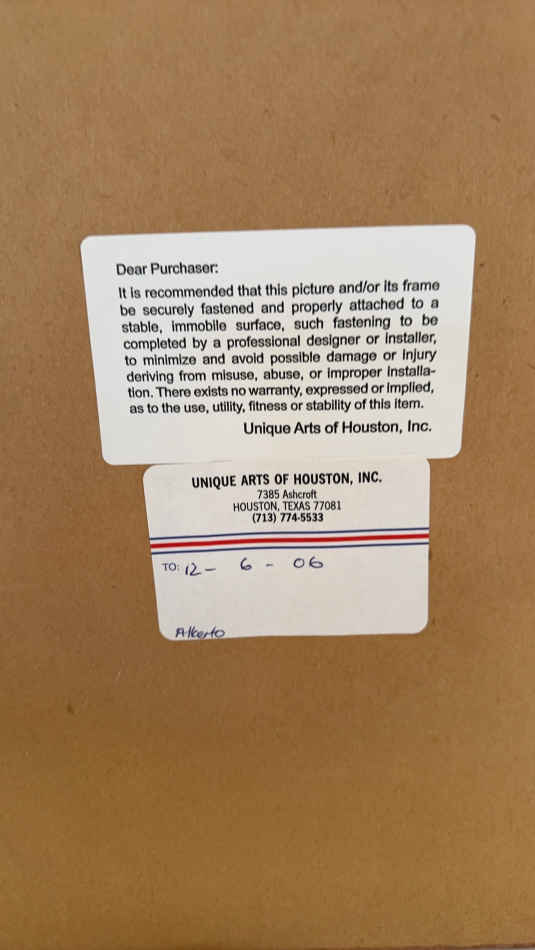 Dear Purchaser:
It is recommended that this picture and/or its frame
be securely fastened and properly attached to a
stable, immobile surface, such fastening to be
completed by a professional designer or installer,
to minimize and avoid possible damage or injury
deriving from misuse, abuse, or improper installa-
tion. There exists no warranty, expressed or implied,
as to the use, utility, fitness or stability of this item.
Unique Arts of Houston, Inc.
UNIQUE ARTS OF HOUSTON, INC.
7385 Ashcroft
HOUSTON, TEXAS 77081
(713) 774-5533
TO: 12 - 6 - 06
Alberto